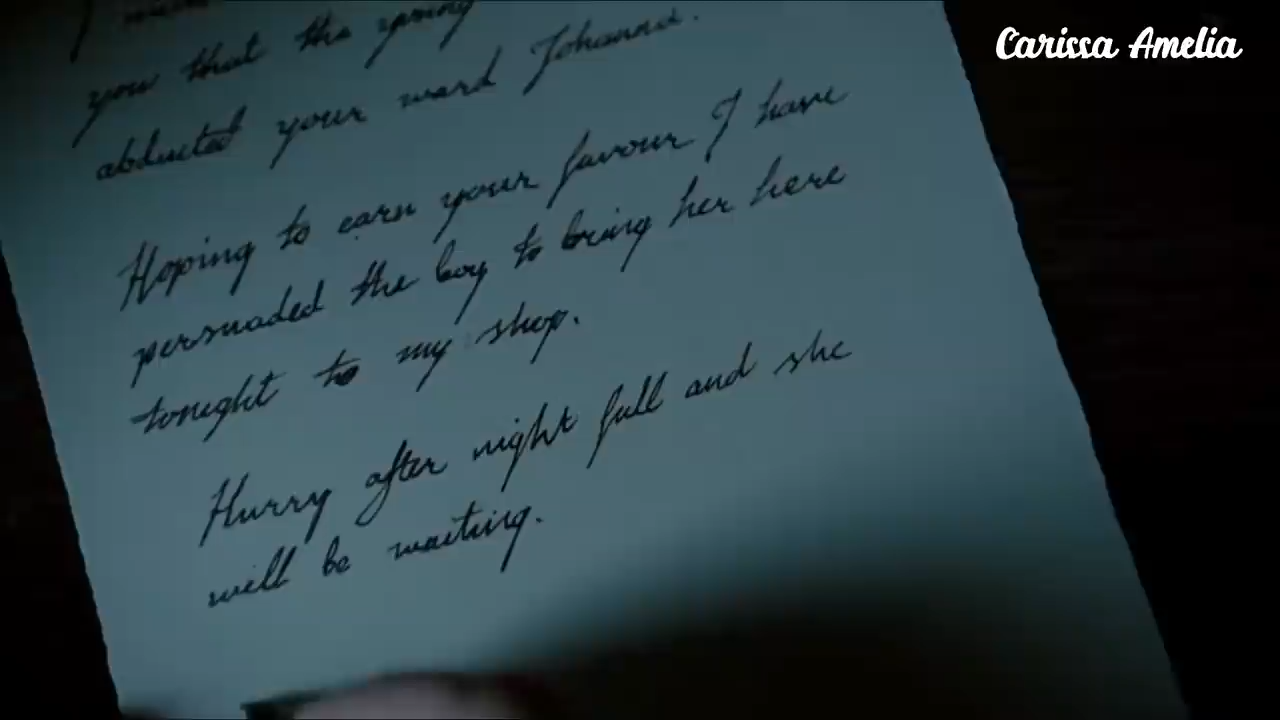 Carissa Amelia
you that the young
abducted your ward Johanna.
Hoping to earn your favour I have
persuaded the boy to bring her here
tonight to my shop.
Hurry after night fall and she
will be waiting.